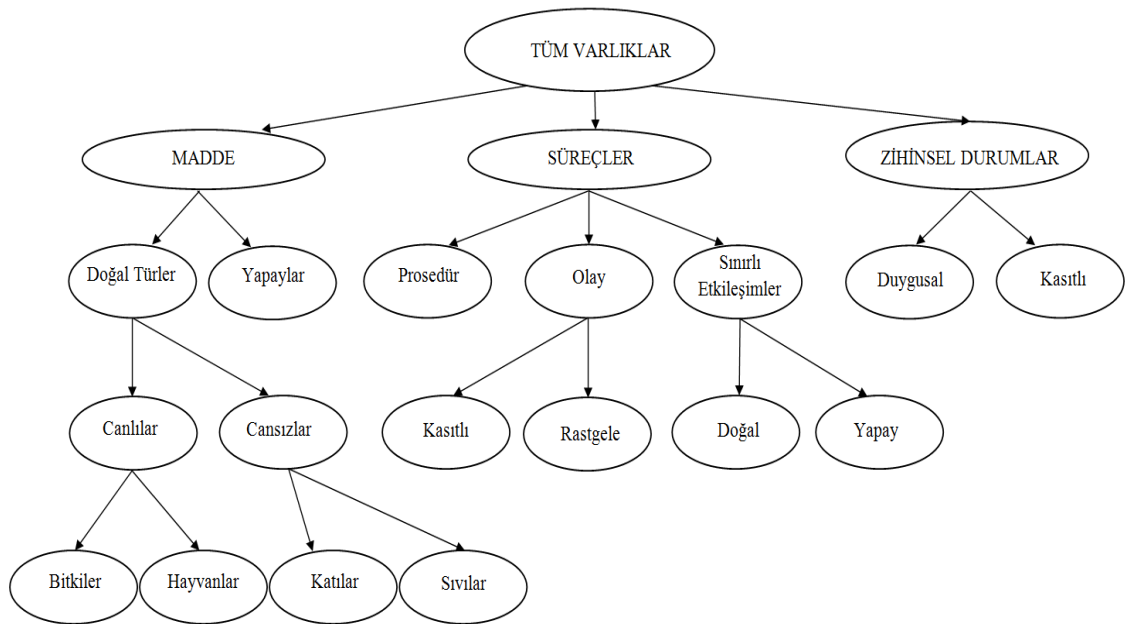 TÜM VARLIKLAR
MADDE
SÜREÇLER
ZİHİNSEL DURUMLAR
Doğal Türler
Yapaylar
Prosedür
Olay
Sınırlı
Etkileşimler
Duygusal
Kasıtlı
Canlılar
Cansızlar
Kasıtlı
Rastgele
Doğal
Yapay
Bitkiler
Hayvanlar
Katılar
Sıvılar